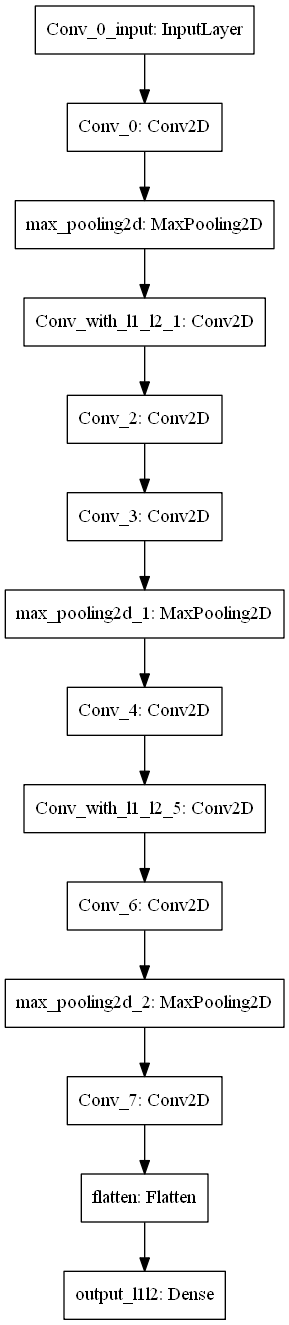 Conv_0_input: InputLayer
Conv_0: Conv2D
max_pooling2d: MaxPooling2D
Conv_with_l1_l2_1: Conv2D
Conv_2: Conv2D
Conv_3: Conv2D
max_pooling2d_1: MaxPooling2D
Conv_4: Conv2D
Conv_with_l1_l2_5: Conv2D
Conv_6: Conv2D
max_pooling2d_2: MaxPooling2D
Conv_7: Conv2D
flatten: Flatten
output_l1l2: Dense